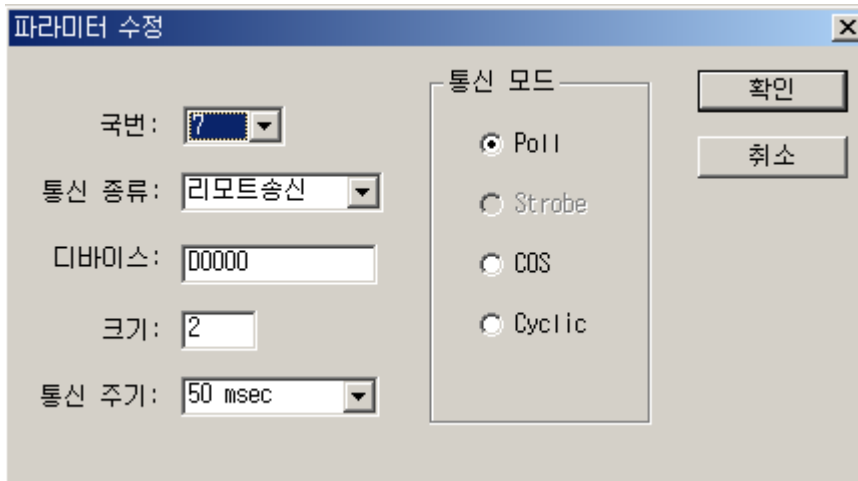 파라미터 수정
국번: 7
통신 종류: 리모트송신
디바이스: D0000
크기: 2
통신 주기: 50 msec
통신 모드
Poll
Strobe
COS
Cyclic
확인
취소